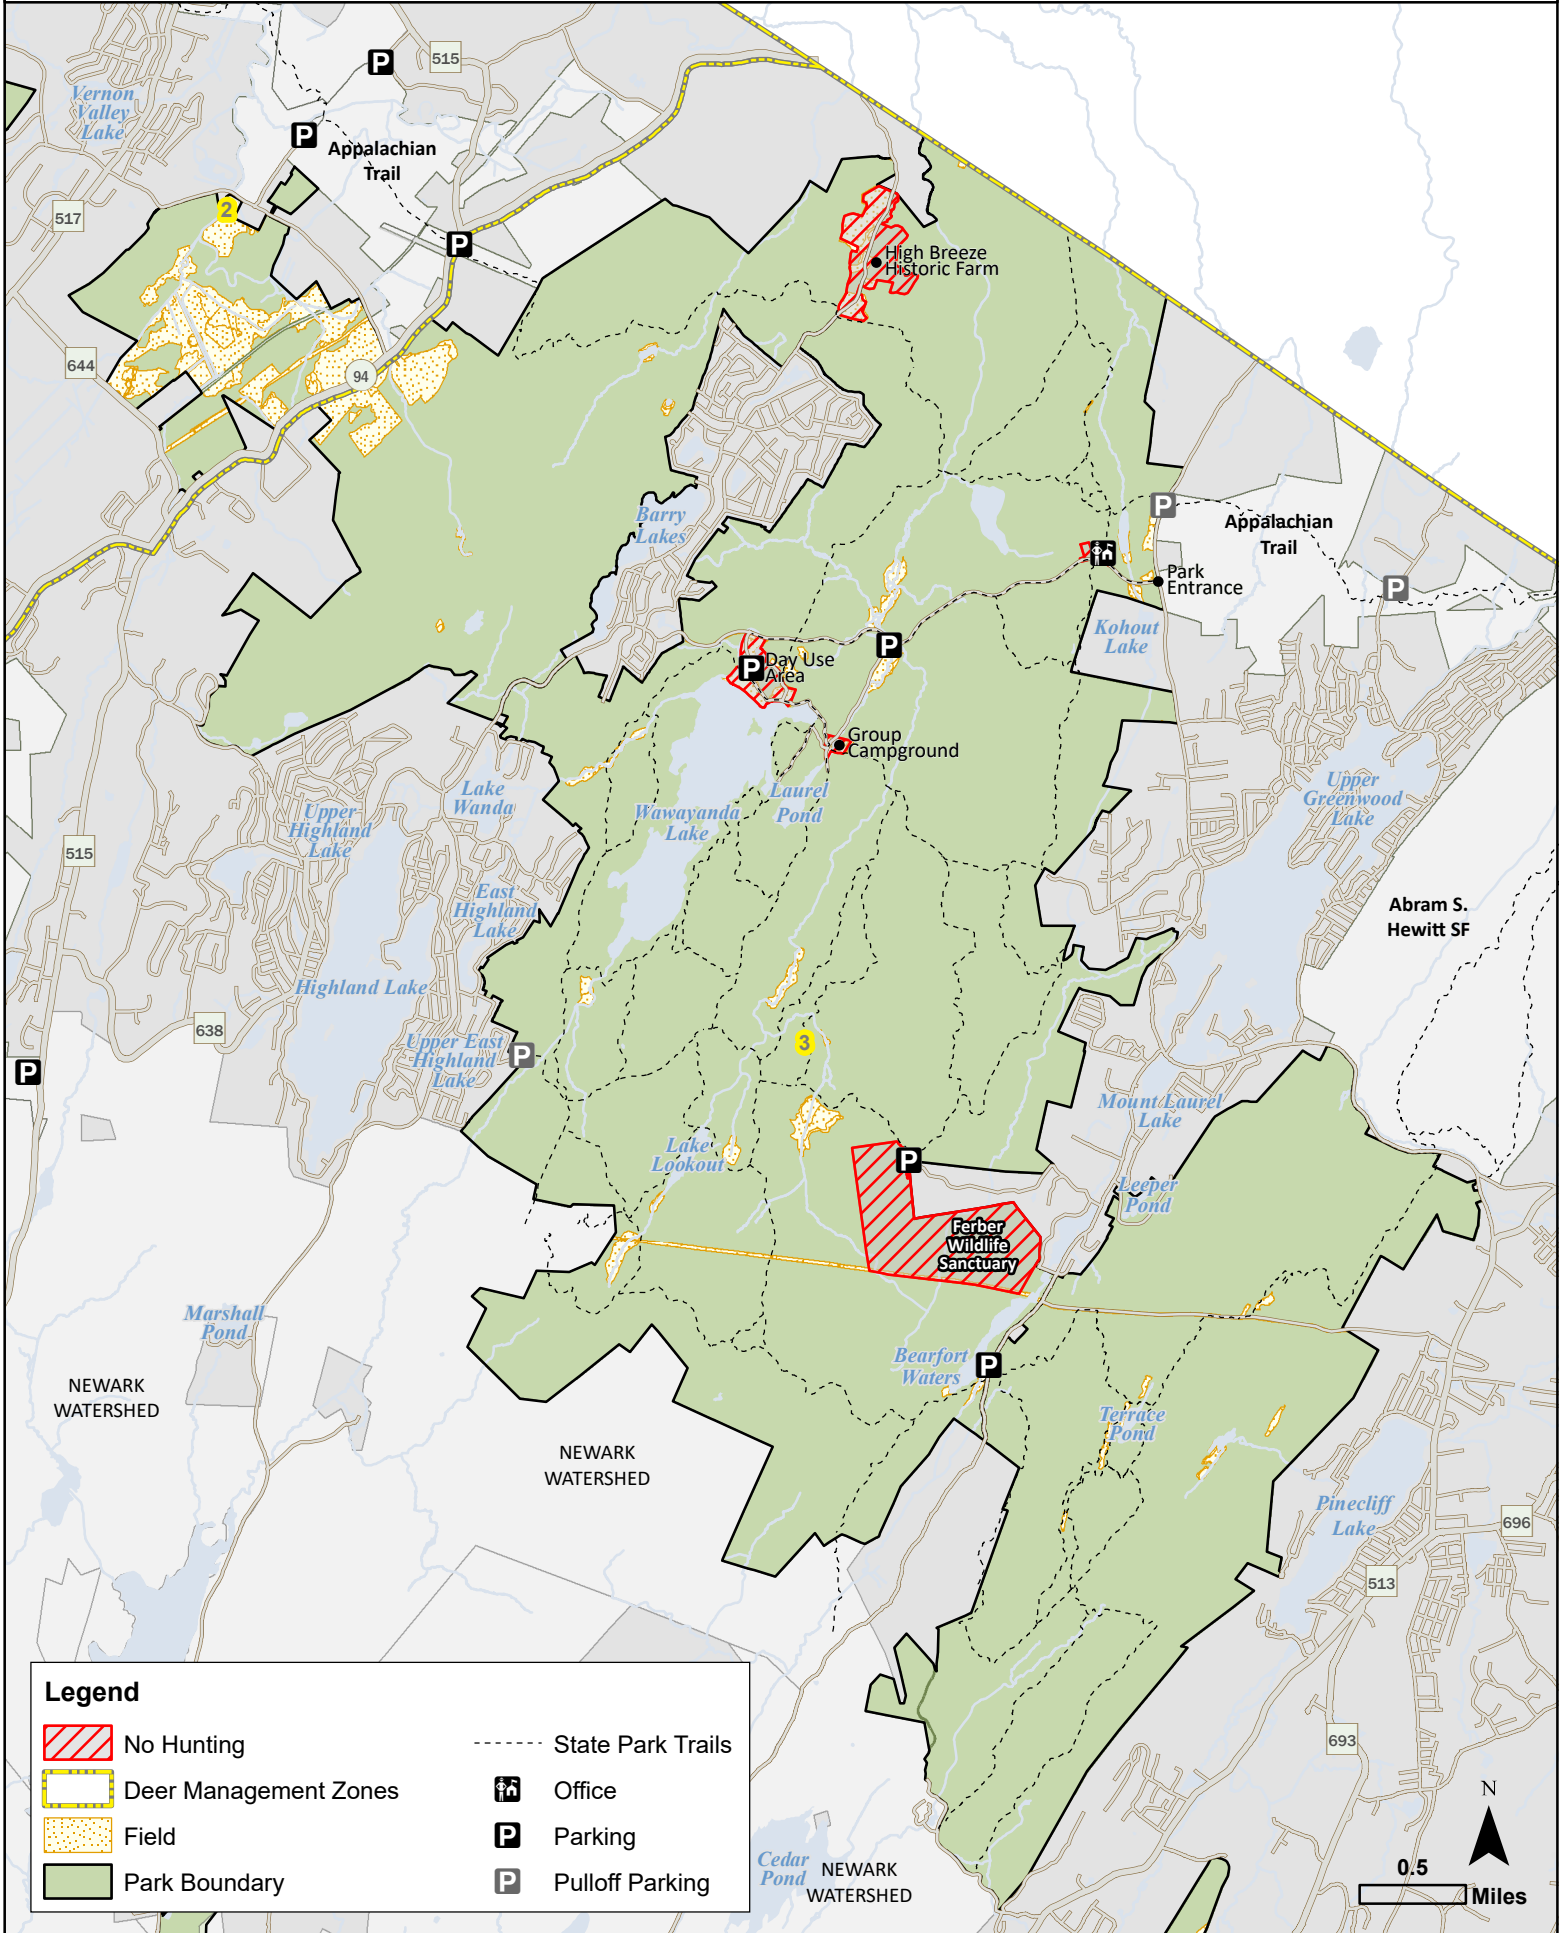 P
515
Vernon
Valley
Lake
P
Appalachian
Trail
2
517
P
High Breeze
Historic Farm
644
94
Barry
Lakes
P
Appalachian
Trail
Park
Entrance
P
Kohout
Lake
P
Day Use
Area
P
Group
Campground
Lake
Wanda
Upper
Highland
Lake
Wawayanda
Lake
Laurel
Pond
Upper
Greenwood
Lake
515
East
Highland
Lake
Abram S.
Hewitt SF
Highland Lake
638
Upper East
Highland
Lake
P
3
P
Mount Laurel
Lake
Lake
Lookout
P
Leeper
Pond
Ferber
Wildlife
Sanctuary
Marshall
Pond
Bearfort
Waters
P
NEWARK
WATERSHED
Terrace
Pond
NEWARK
WATERSHED
Pinecliff
Lake
696
513
693
Legend
No Hunting
Deer Management Zones
Field
Park Boundary
State Park Trails
Office
P
Parking
P
Pulloff Parking
Cedar
Pond
NEWARK
WATERSHED
N
0.5
Miles